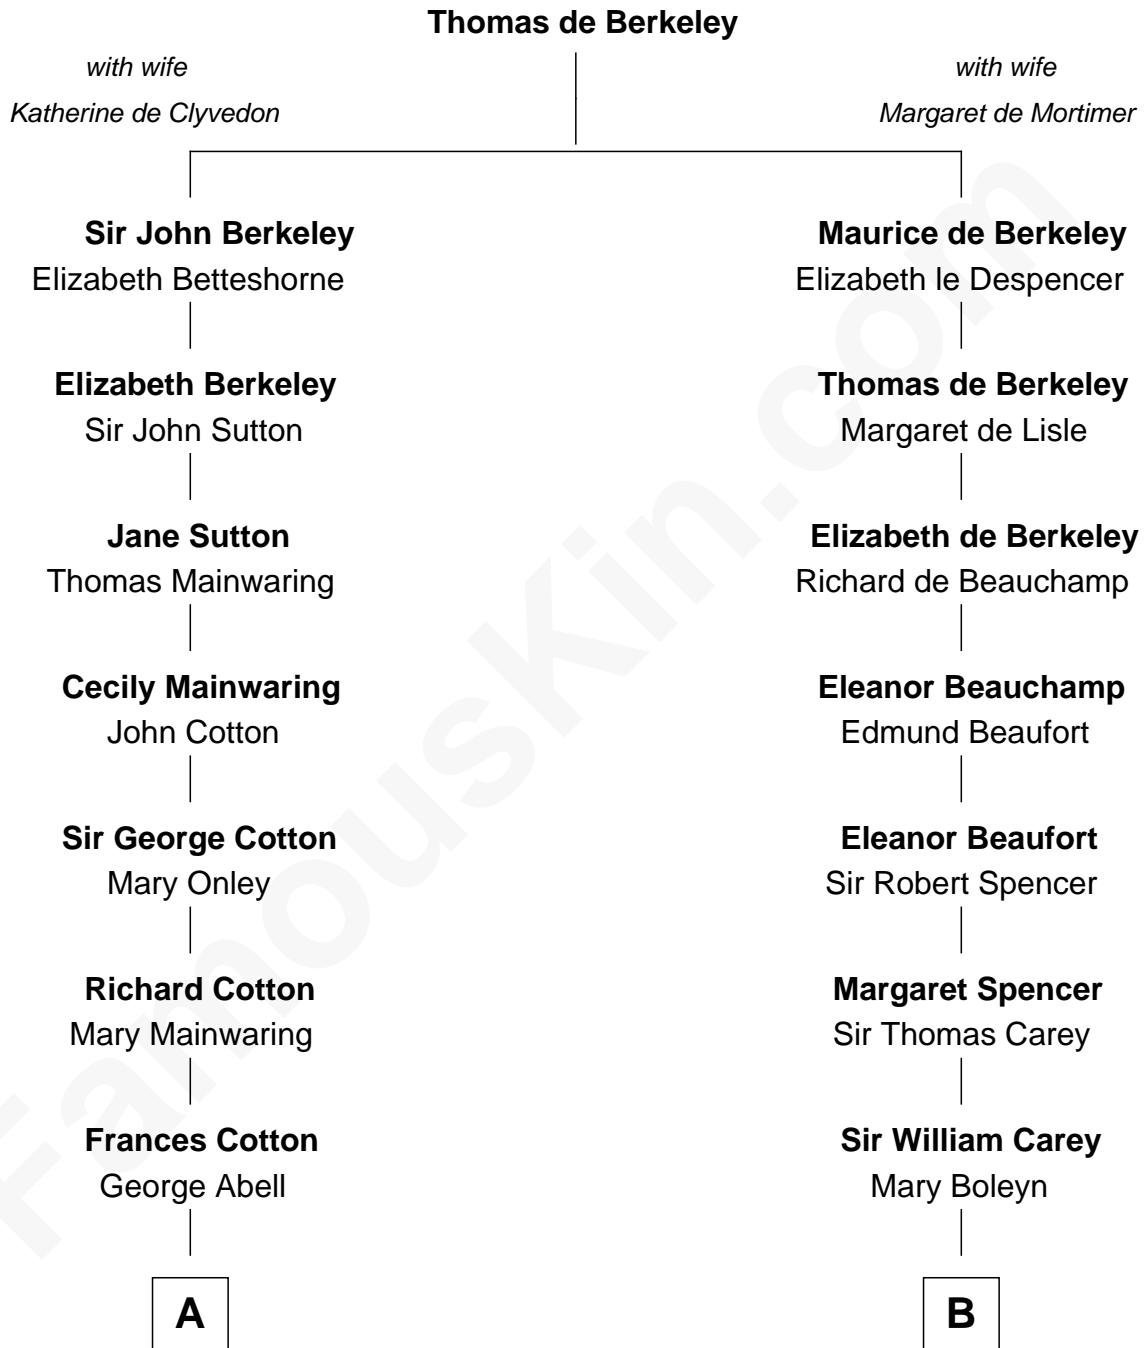 Thomas de Berkeley
with wife
Katherine de Clyvedon
with wife
Margaret de Mortimer
Sir John Berkeley
Elizabeth Betteshorne
Maurice de Berkeley
Elizabeth le Despencer
Elizabeth Berkeley
Sir John Sutton
Thomas de Berkeley
Margaret de Lisle
Jane Sutton
Thomas Mainwaring
Elizabeth de Berkeley
Richard de Beauchamp
Cecily Mainwaring
John Cotton
Eleanor Beauchamp
Edmund Beaufort
Sir George Cotton
Mary Onley
Eleanor Beaufort
Sir Robert Spencer
Richard Cotton
Mary Mainwaring
Margaret Spencer
Sir Thomas Carey
Frances Cotton
George Abell
Sir William Carey
Mary Boleyn
A
B
FamousKin.com